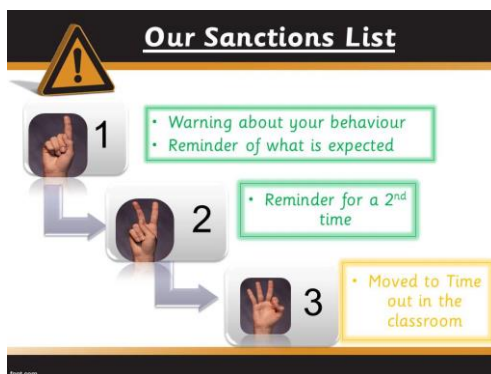 Our Sanctions List
1
• Warning about your behaviour
• Reminder of what is expected
2
• Reminder for a 2nd
time
3
• Moved to Time
out in the
classroom